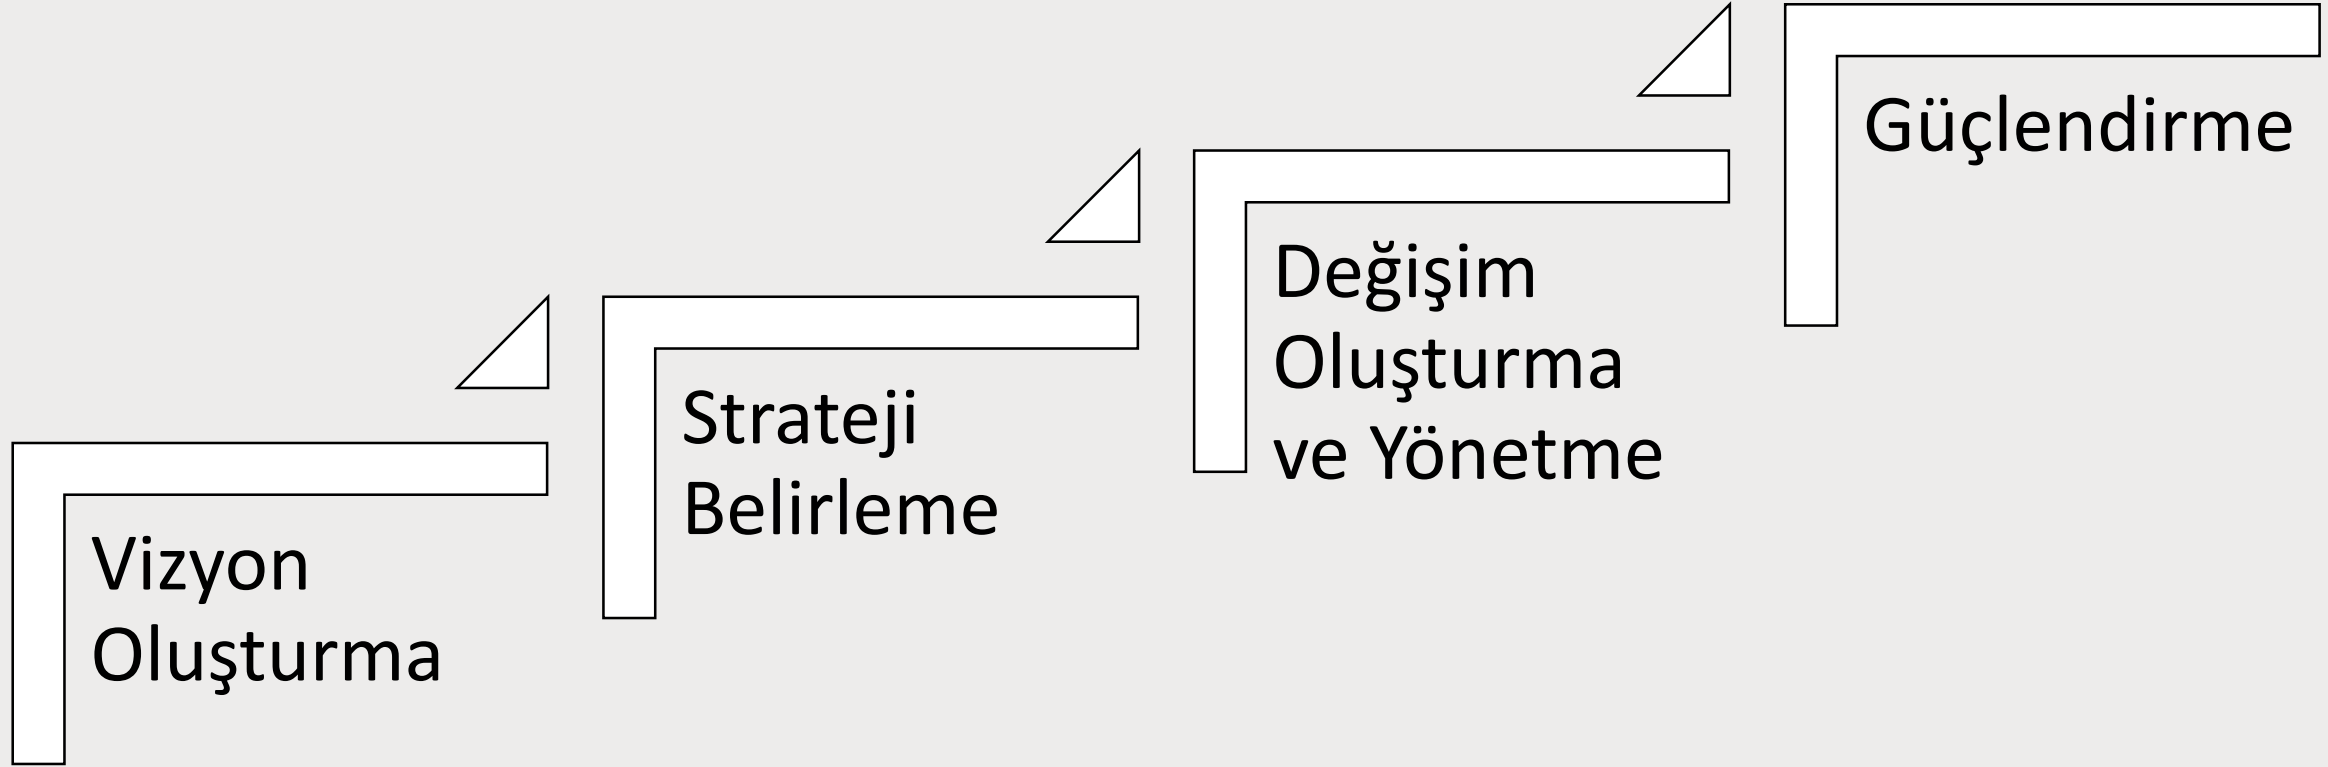 Vizyon
Oluşturma
Strateji
Belirleme
Değişim
Oluşturma
ve Yönetme
Güçlendirme